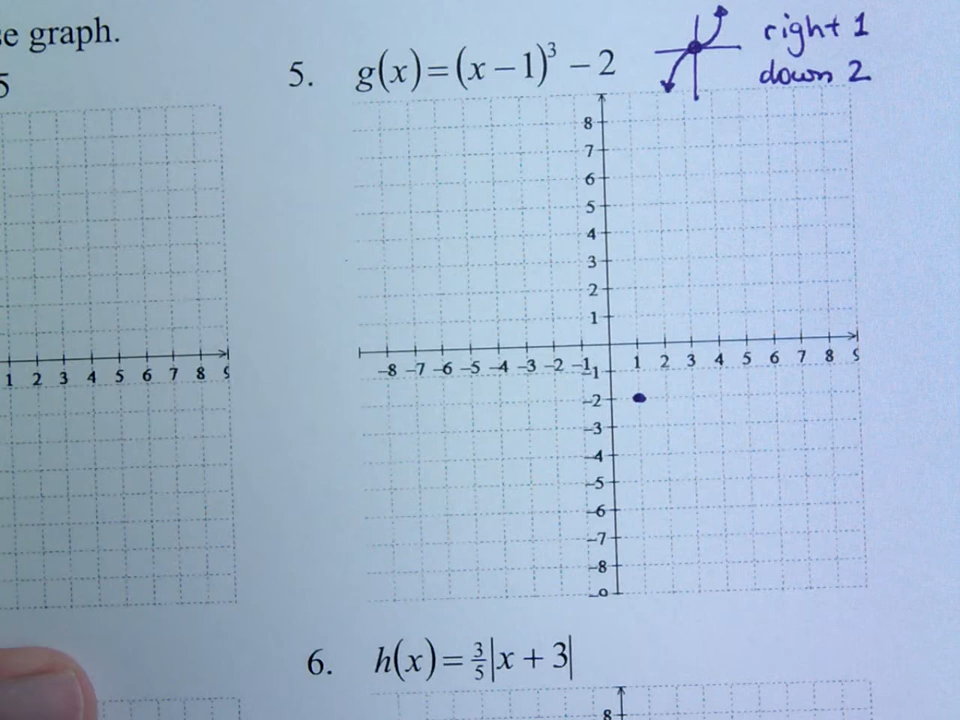 se graph.
5
5. g(x)=(x−1)³ −2
right 1
down 2
8
7
6
5
4
3
2
1
−8 −7 −6 −5 −4 −3 −2 −1 1 2 3 4 5 6 7 8
−1
−2
−3
−4
−5
−6
−7
−8
1 2 3 4 5 6 7 8
6. h(x)=3/5|x+3|
8